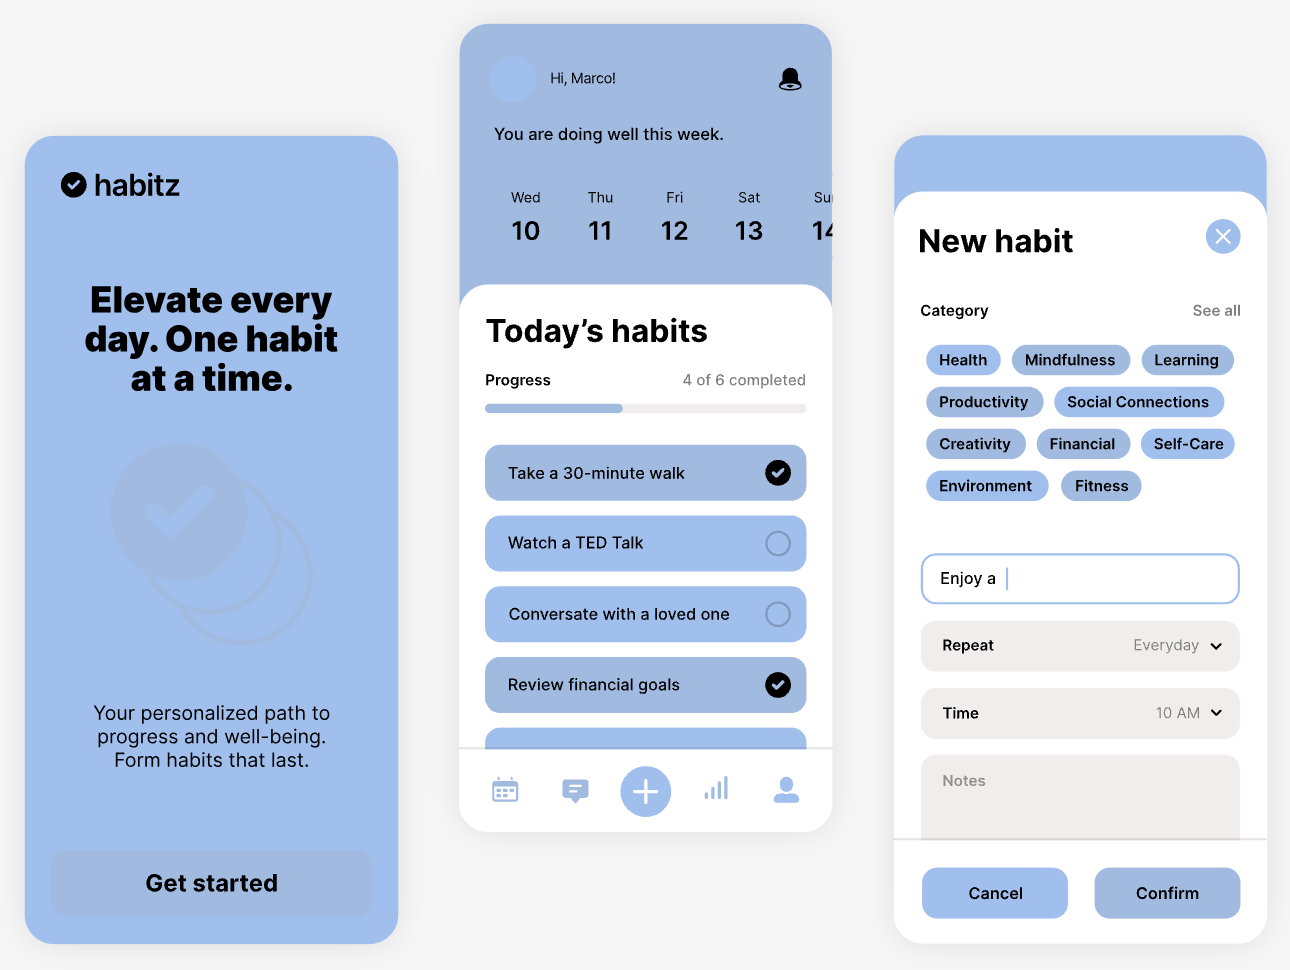 habitz
Elevate every
day. One habit
at a time.
Your personalized path to
progress and well-being.
Form habits that last.
Get started
Hi, Marco!
You are doing well this week.
Wed Thu Fri Sat Sun
10 11 12 13 14
Today’s habits
Progress 4 of 6 completed
Take a 30-minute walk
Watch a TED Talk
Conversate with a loved one
Review financial goals
New habit
Category See all
Health Mindfulness Learning
Productivity Social Connections
Creativity Financial Self-Care
Environment Fitness
Enjoy a
Repeat Everyday
Time 10 AM
Notes
Cancel Confirm